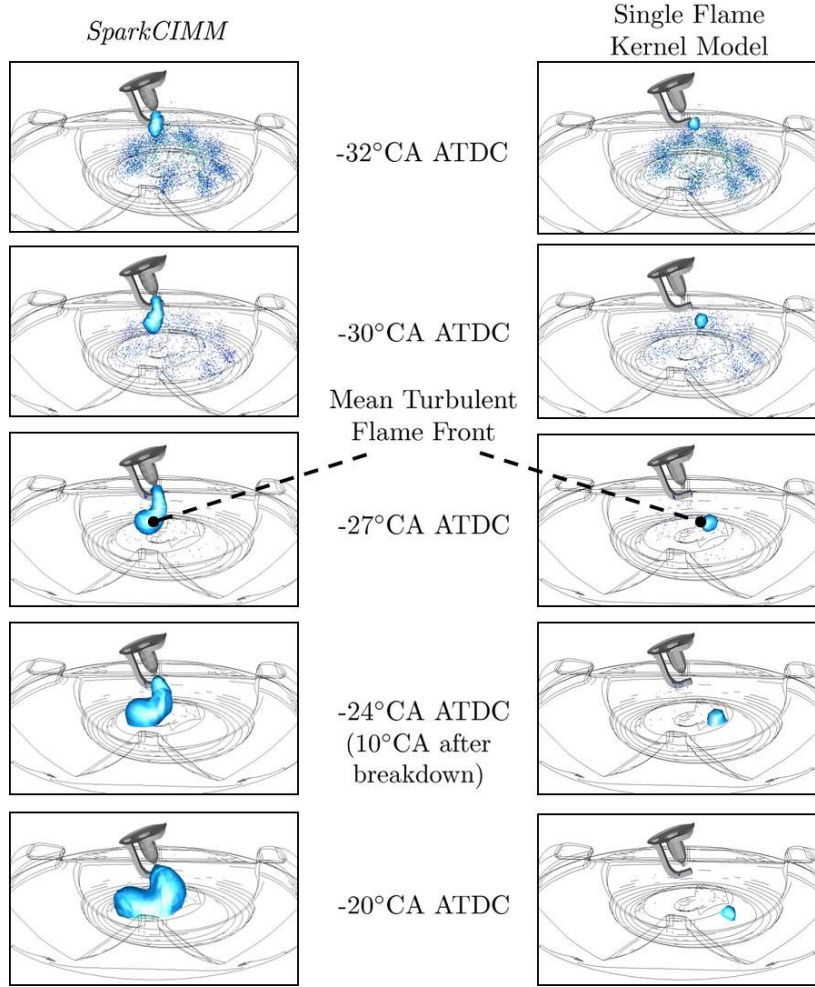 SparkCIMM
Single Flame
Kernel Model
-32°CA ATDC
-30°CA ATDC
Mean Turbulent
Flame Front
-27°CA ATDC
-24°CA ATDC
(10°CA after
breakdown)
-20°CA ATDC